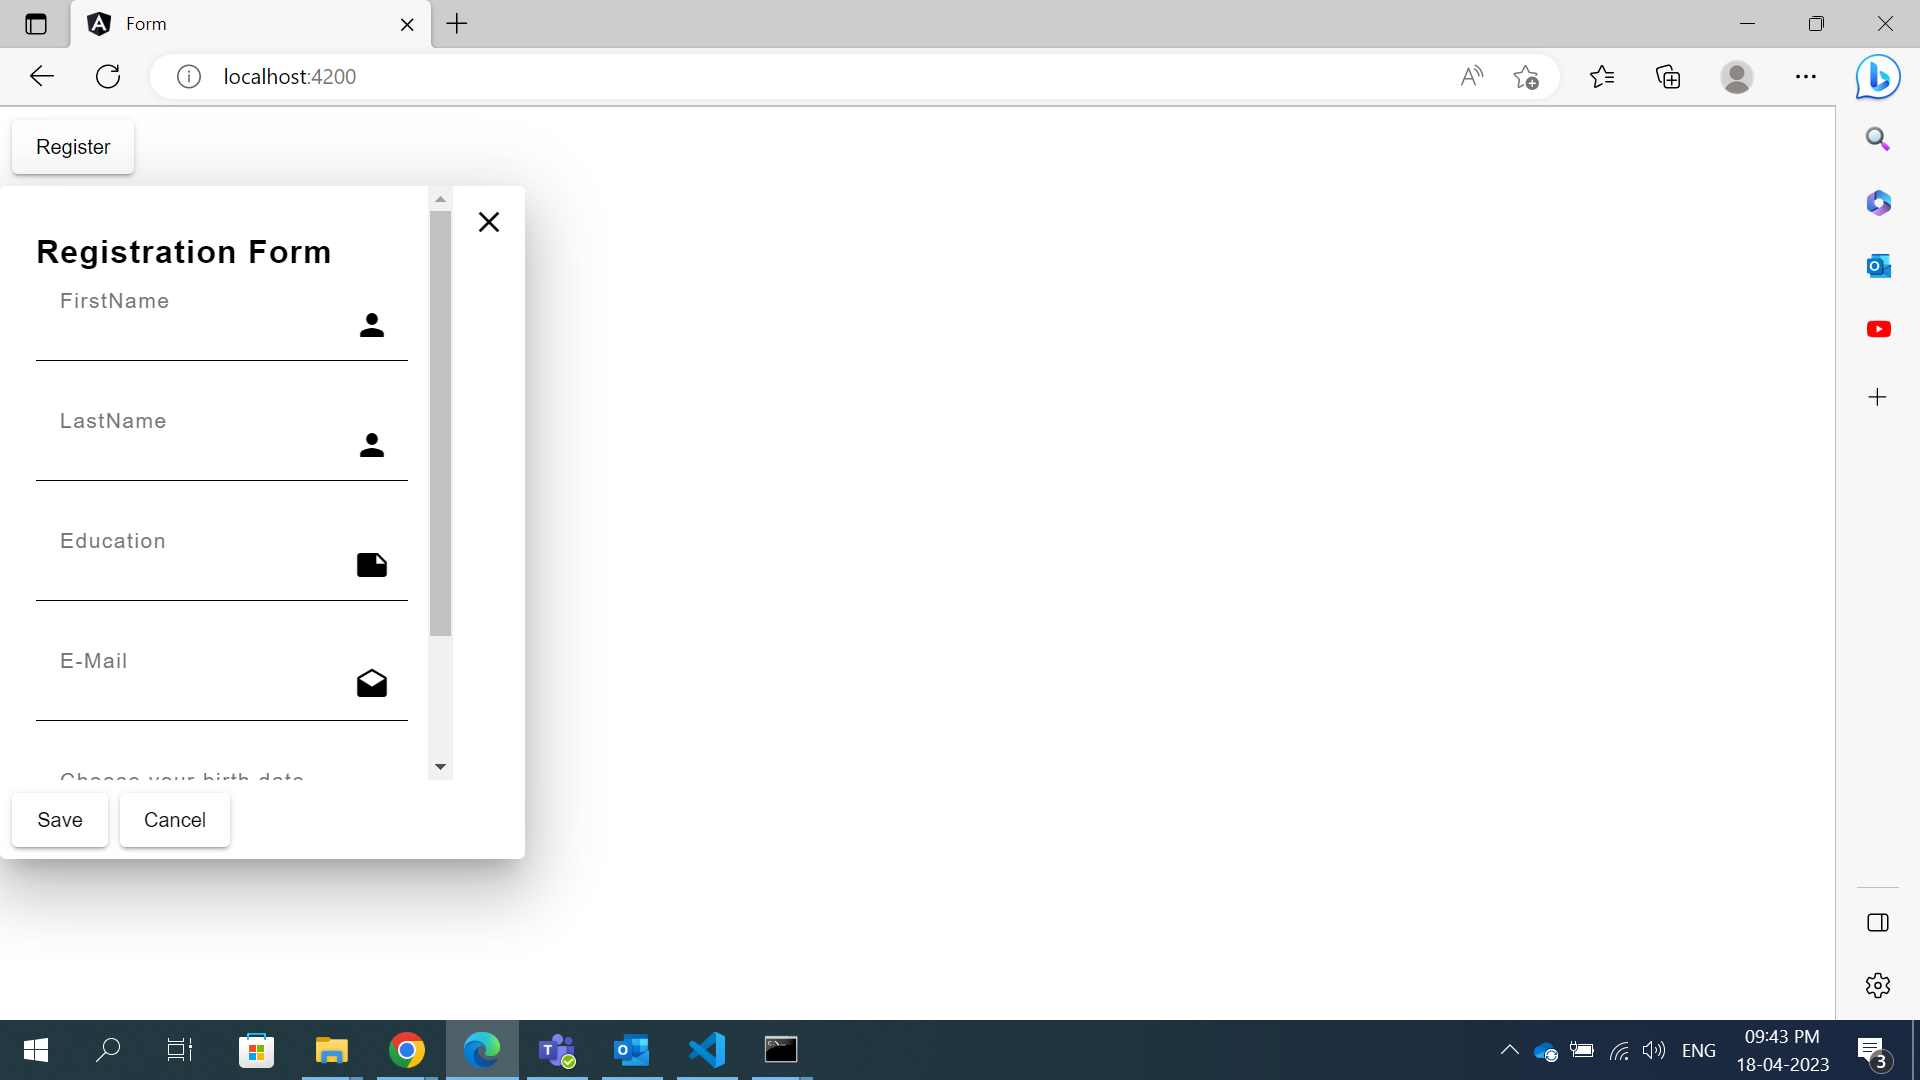 Form
localhost:4200
Register
Registration Form
FirstName
LastName
Education
E-Mail
Choose your birth date
Save
Cancel
ENG
09:43 PM
18-04-2023
3